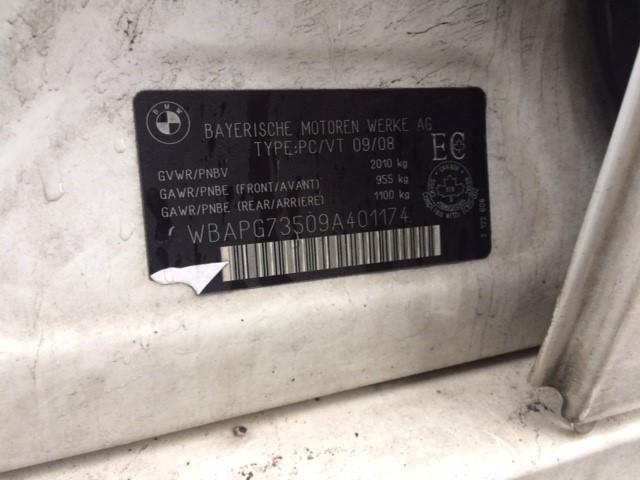 BMW
BAYERISCHE MOTOREN WERKE AG
TYPE:PC/VT 09/08
EC
GVWR/PNBV 2010 kg
GAWR/PNBE (FRONT/AVANT) 955 kg
GAWR/PNBE (REAR/ARRIERE) 1100 kg
WBAPG73509A401174